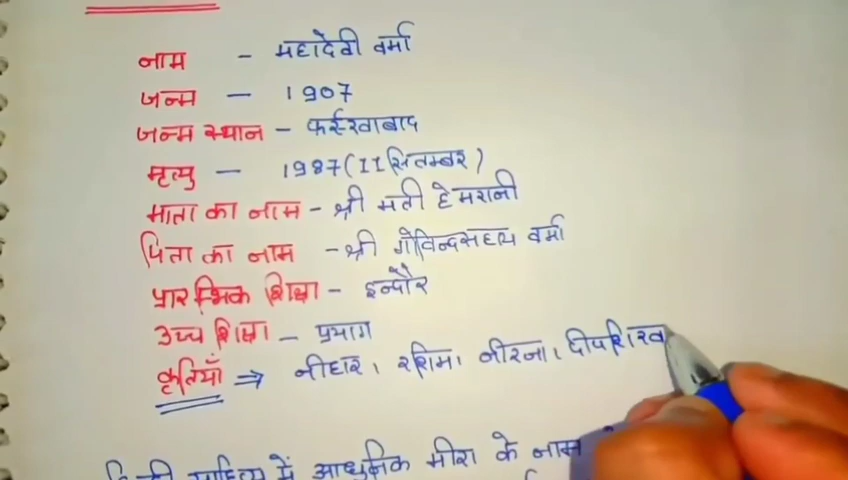 नाम - महादेवी वर्मा
जन्म - 1907
जन्म स्थान - फर्रुखाबाद
मृत्यु - 1987 (11 सितम्बर)
माता का नाम - श्री मती हेमरानी
पिता का नाम - श्री गोविन्दसहाय वर्मा
प्रारम्भिक शिक्षा - इन्दौर
उच्च शिक्षा - प्रयाग
कृतियाँ ⇒ नीहार, रश्मि, नीरजा, दीपशिख
हिन्दी साहित्य में आधुनिक मीरा के नाम